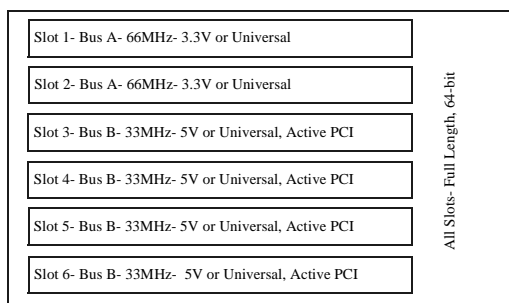 Slot 1- Bus A- 66MHz- 3.3V or Universal
Slot 2- Bus A- 66MHz- 3.3V or Universal
Slot 3- Bus B- 33MHz- 5V or Universal, Active PCI
Slot 4- Bus B- 33MHz- 5V or Universal, Active PCI
Slot 5- Bus B- 33MHz- 5V or Universal, Active PCI
Slot 6- Bus B- 33MHz-  5V or Universal, Active PCI
All Slots- Full Length, 64-bit